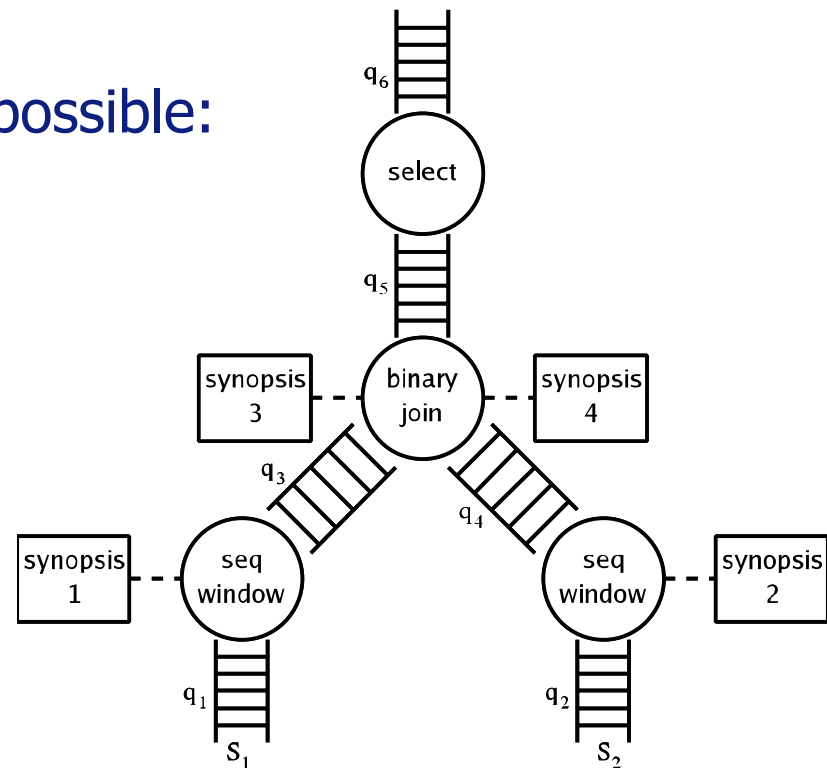 possible:
q₆
select
q₅
synopsis
3
binary
join
synopsis
4
q₃
q₄
synopsis
1
seq
window
seq
window
synopsis
2
q₁
q₂
S₁
S₂